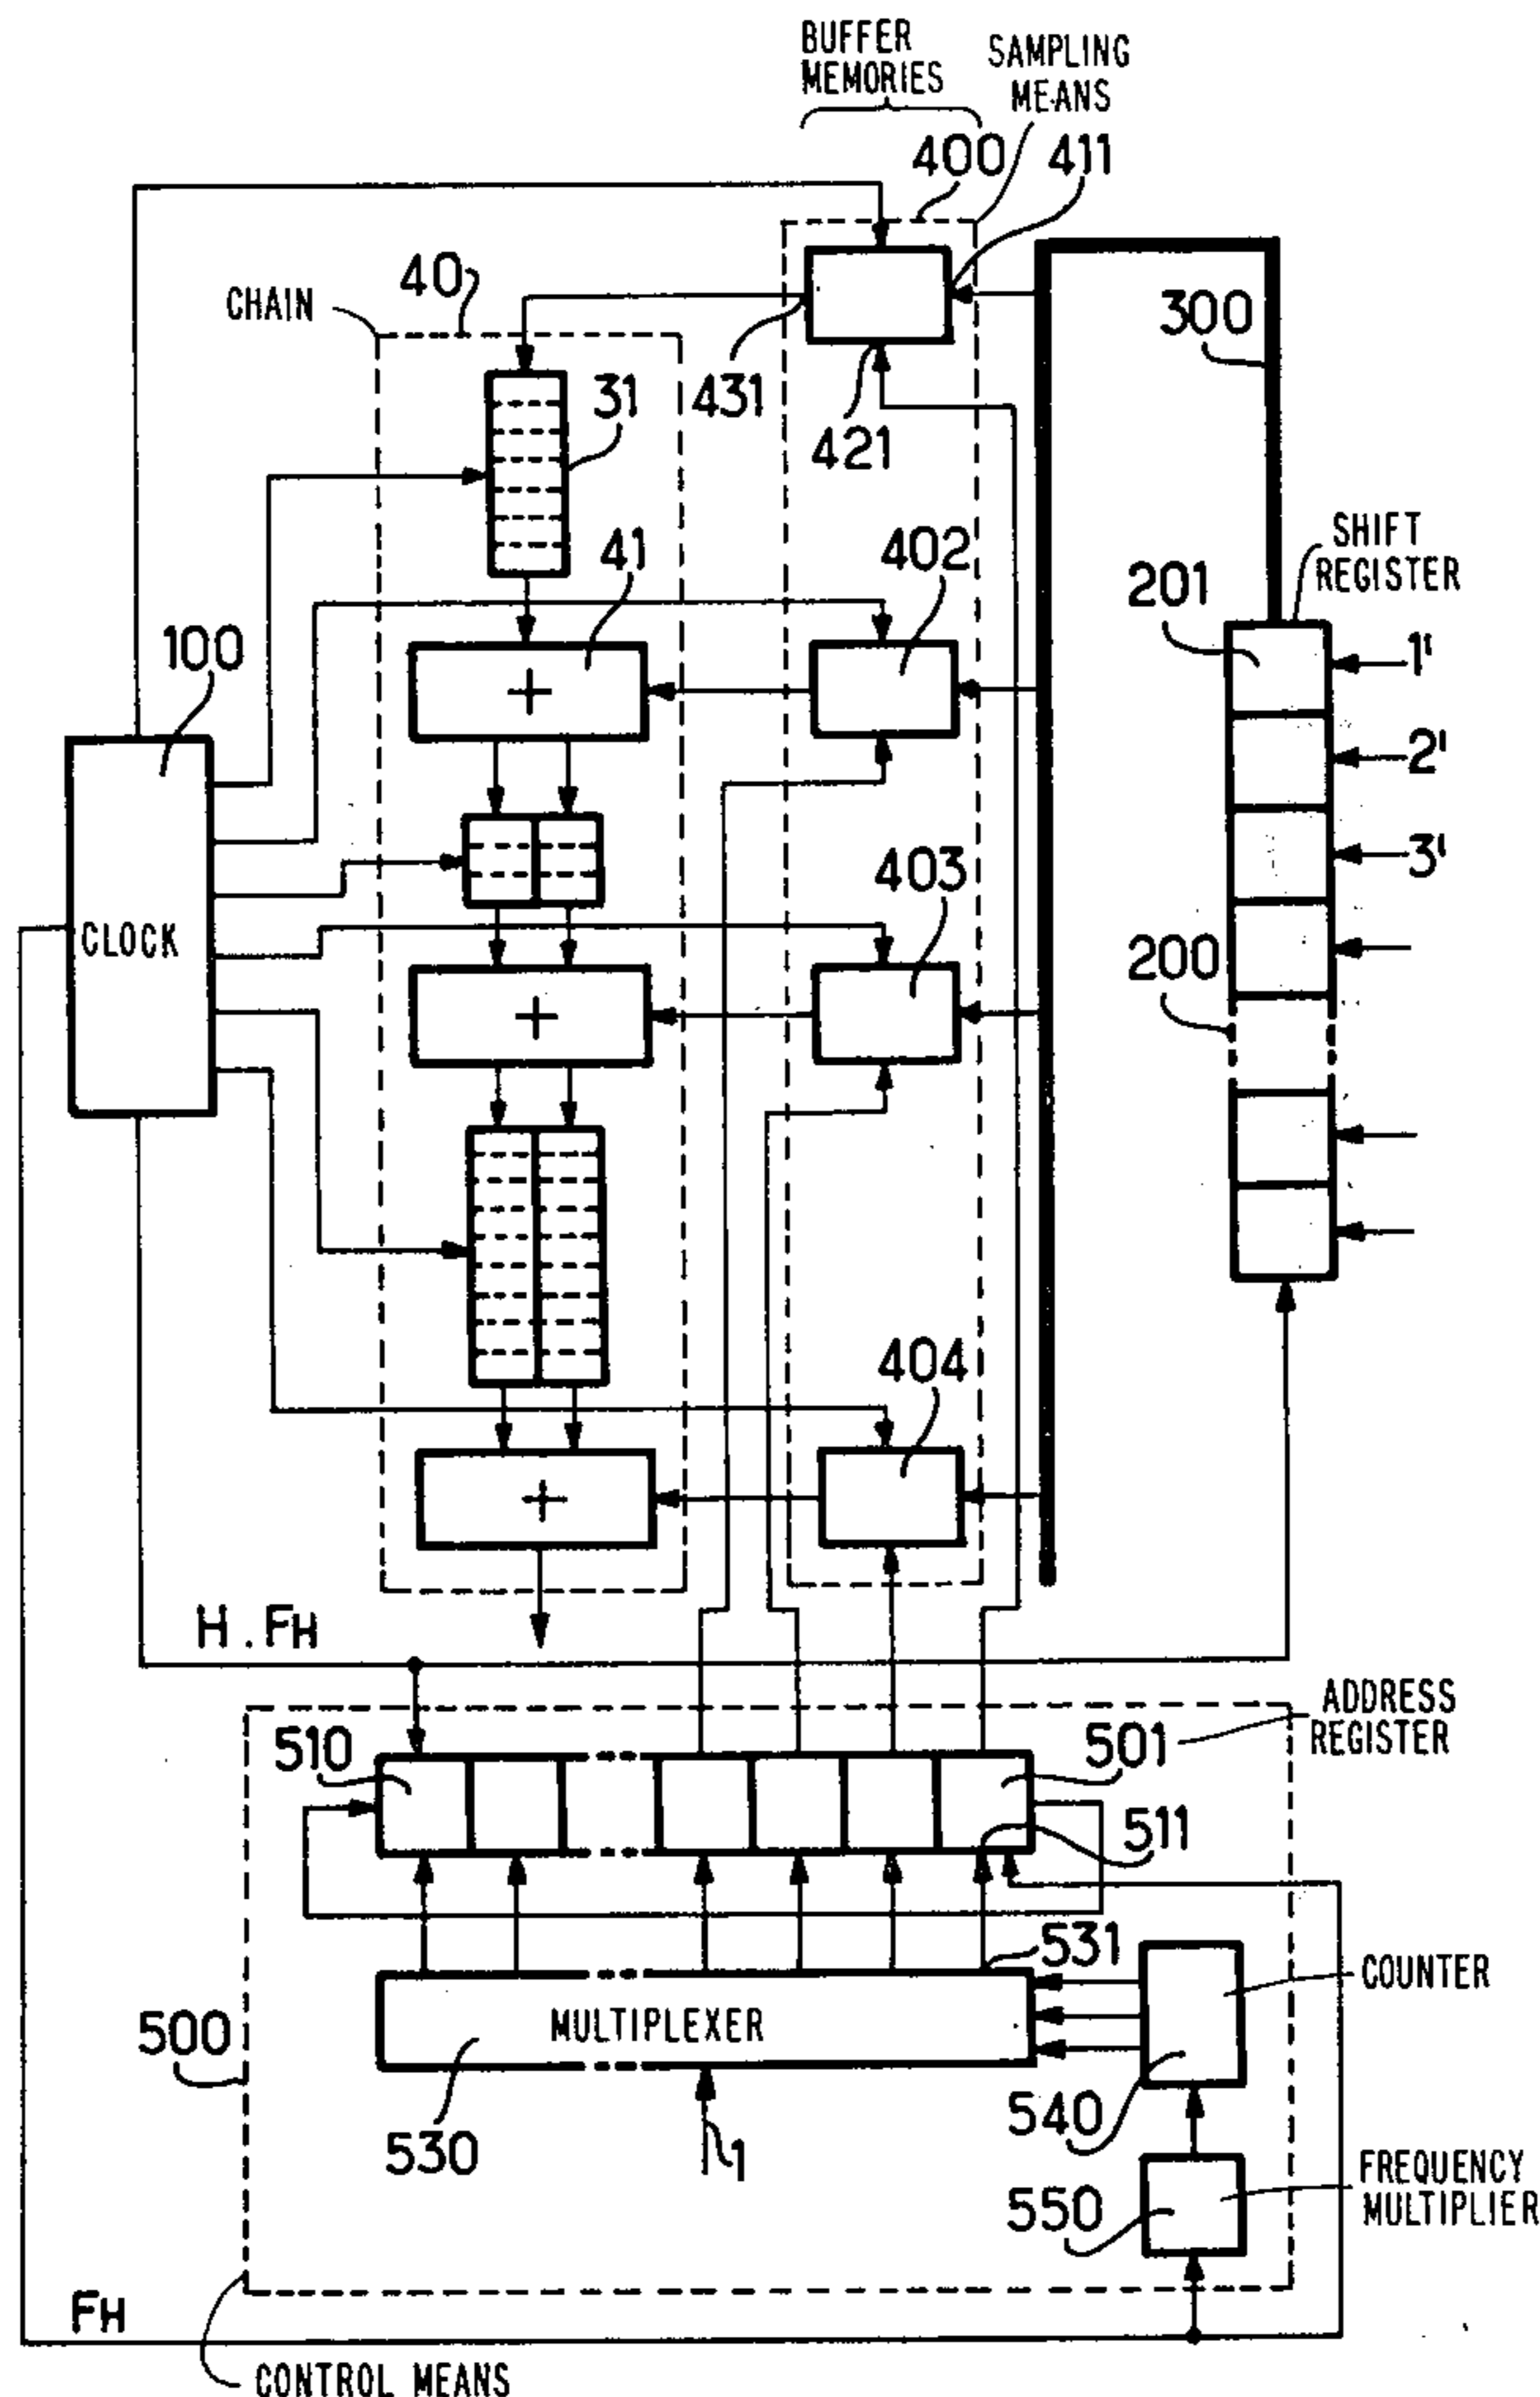 BUFFER
MEMORIES
SAMPLING
MEANS
400
411
40
CHAIN
300
431
31
421
SHIFT
REGISTER
41
402
201
100
1'
2'
403
3'
CLOCK
200
404
H.FH
ADDRESS
REGISTER
510
501
511
531
COUNTER
500
MULTIPLEXER
540
530
1
FREQUENCY
MULTIPLIER
550
FH
CONTROL MEANS
+
+
+